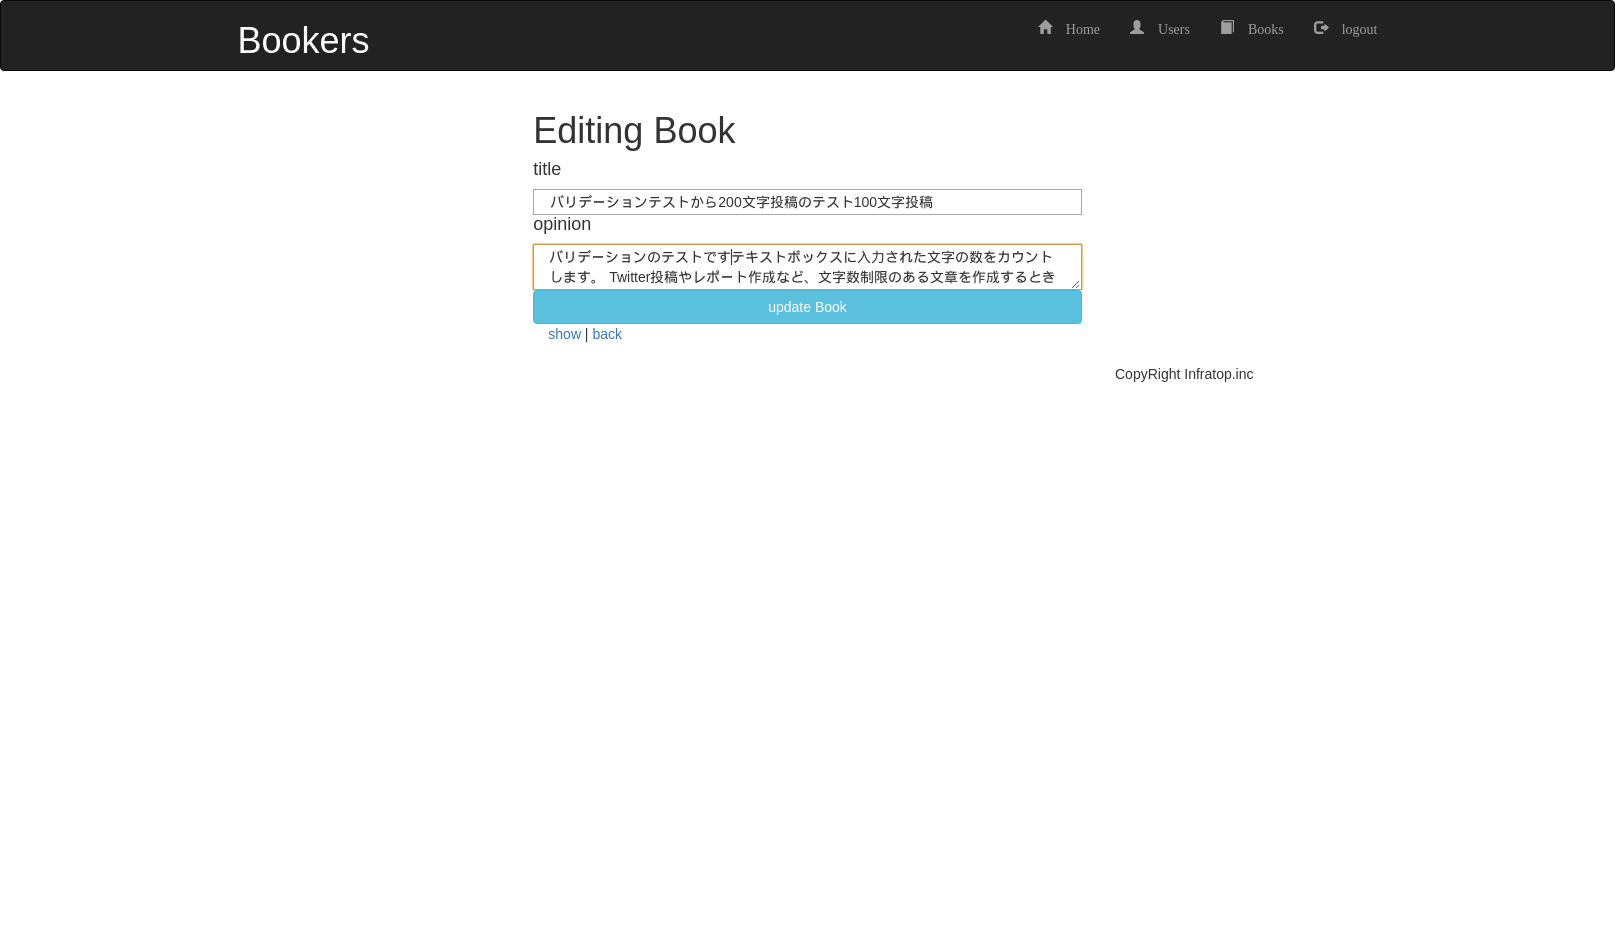 Bookers
Home Users Books logout
Editing Book
title
バリデーションテストから200文字投稿のテスト100文字投稿
opinion
バリデーションのテストですテキストボックスに入力された文字の数をカウント
します。 Twitter投稿やレポート作成など、文字数制限のある文章を作成するとき
update Book
show | back
CopyRight Infratop.inc